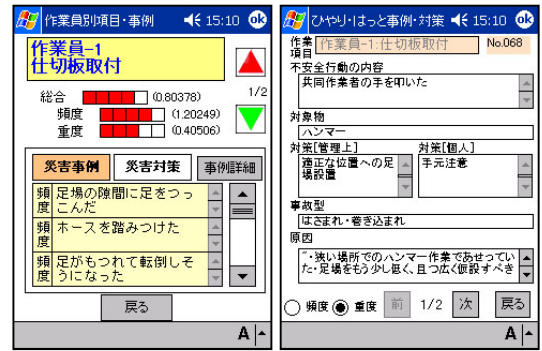 作業員別項目・事例 15:10 ok
作業員-1
仕切板取付
総合 (0.80378) 1/2
頻度 (1.20249)
重度 (0.40506)
災害事例 災害対策 事例詳細
頻度 足場の隙間に足をつっこんだ
頻度 ホースを踏みつけた
頻度 足がもつれて転倒しそうになった
戻る
A
ひやり・はっと事例・対策 15:10 ok
作業項目 作業員-1:仕切板取付 No.068
不安全行動の内容
共同作業者の手を叩いた
対象物
ハンマー
対策[管理上] 対策[個人]
適正な位置への足場設置 手元注意
事故型
はさまれ・巻き込まれ
原因
・狭い場所でのハンマー作業であせってい
た・足場をもう少し低く、且つ広く仮設すべき
頻度 重度 前 1/2 次 戻る
A